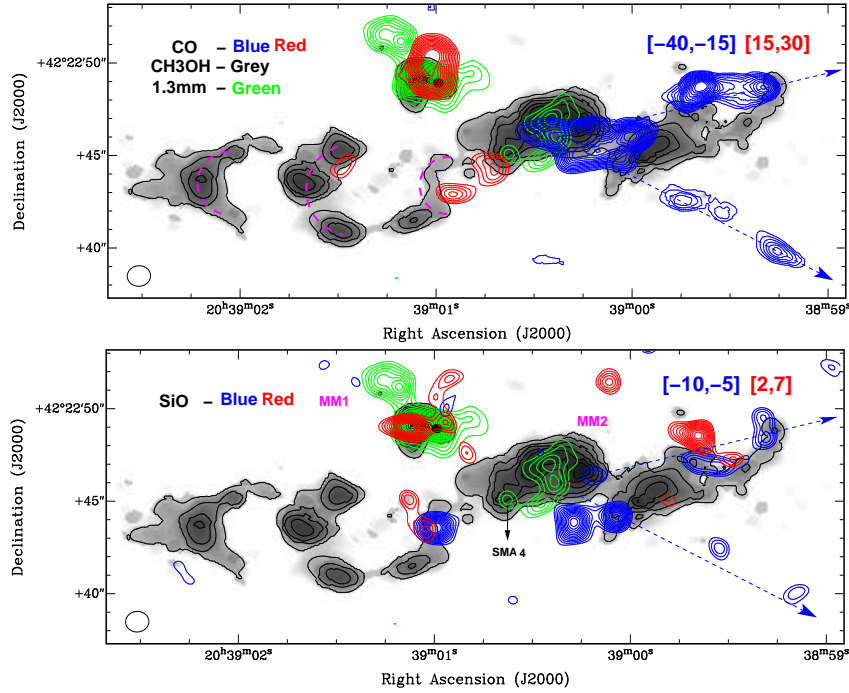 CO – Blue Red
CH3OH – Grey
1.3mm – Green
[−40,−15] [15,30]
Declination (J2000)
+42°22′50″
+45″
+40″
20ʰ39ᵐ02ˢ
39ᵐ01ˢ
39ᵐ00ˢ
38ᵐ59ˢ
Right Ascension (J2000)
SiO – Blue Red
MM1
[−10,−5] [2,7]
MM2
SMA 4
Declination (J2000)
+42°22′50″
+45″
+40″
20ʰ39ᵐ02ˢ
39ᵐ01ˢ
39ᵐ00ˢ
38ᵐ59ˢ
Right Ascension (J2000)